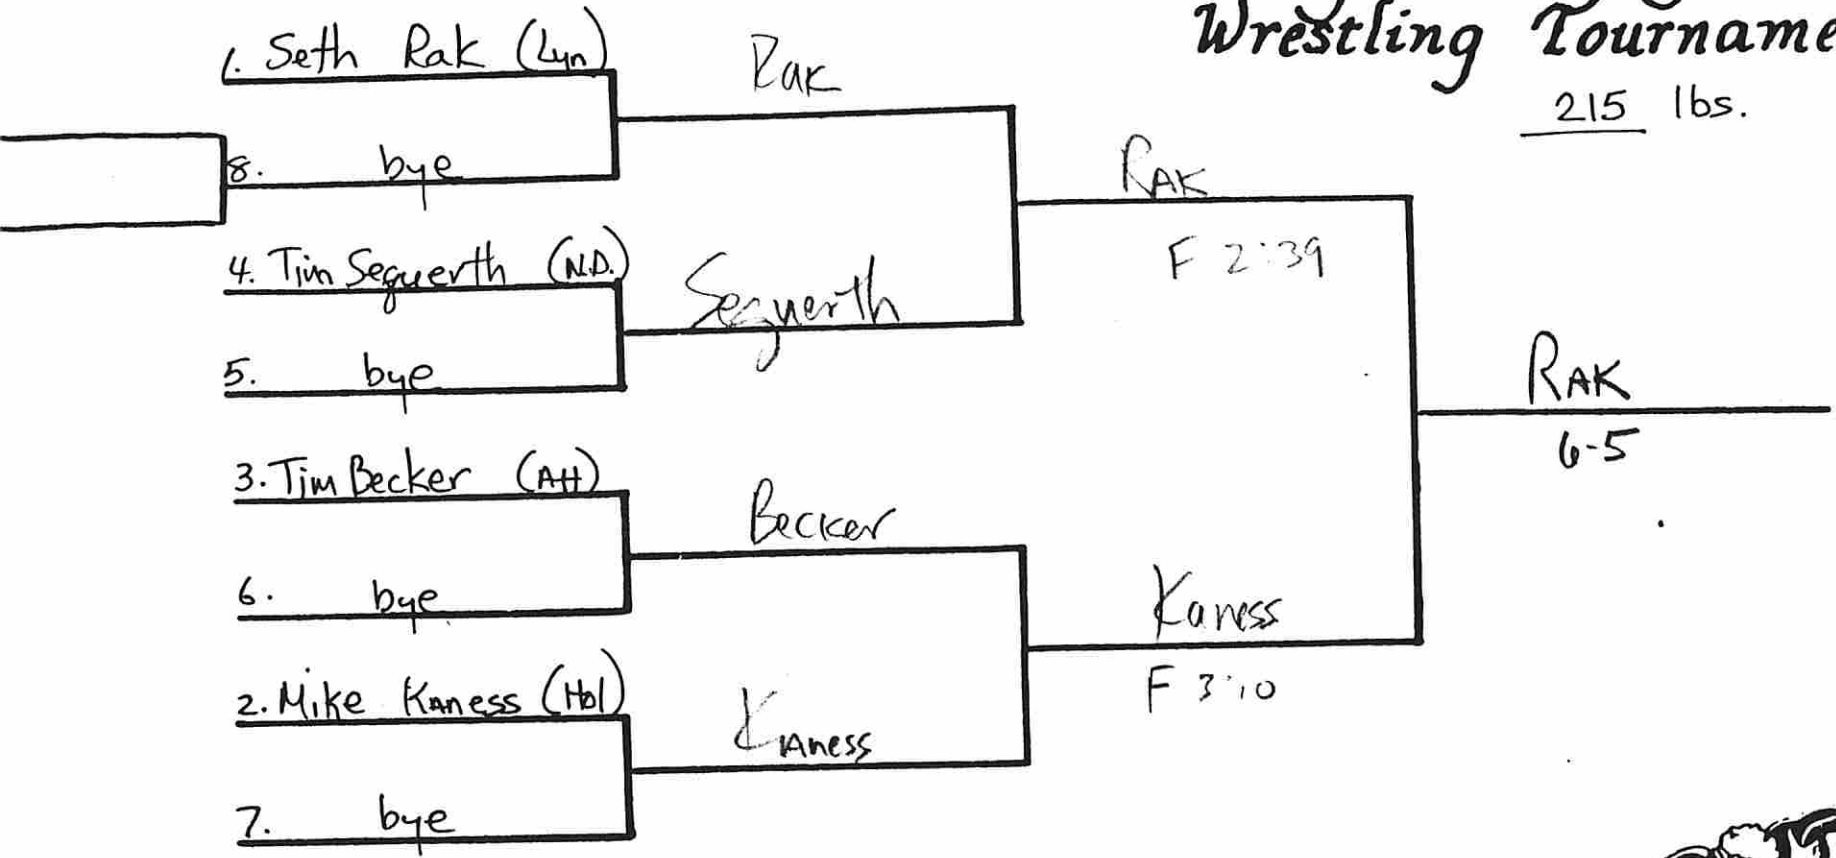 Wrestling Tourname
215 lbs.
1. Seth Rak (Lyn)
8. bye
Rak
4. Tim Seguerth (N.D.)
5. bye
Seguerth
RAK
F 2:39
3. Tim Becker (AH)
6. bye
Becker
2. Mike Kaness (Hol)
7. bye
Kaness
Kaness
F 3:10
RAK
6-5